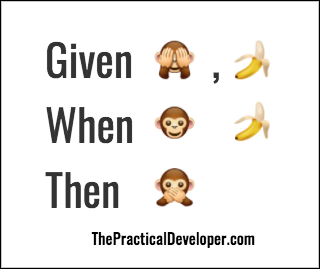 Given 🙈 , 🍌
When 🐵 🍌
Then 🙊
ThePracticalDeveloper.com